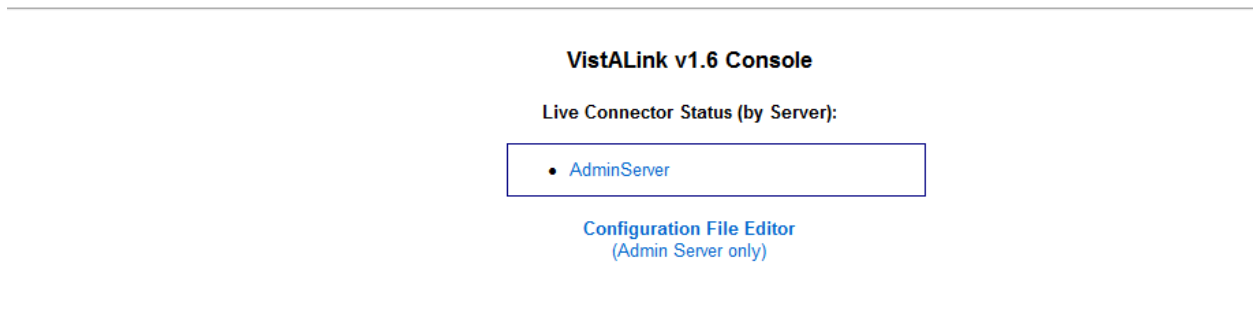 VistALink v1.6 Console
Live Connector Status (by Server):
AdminServer
Configuration File Editor
(Admin Server only)